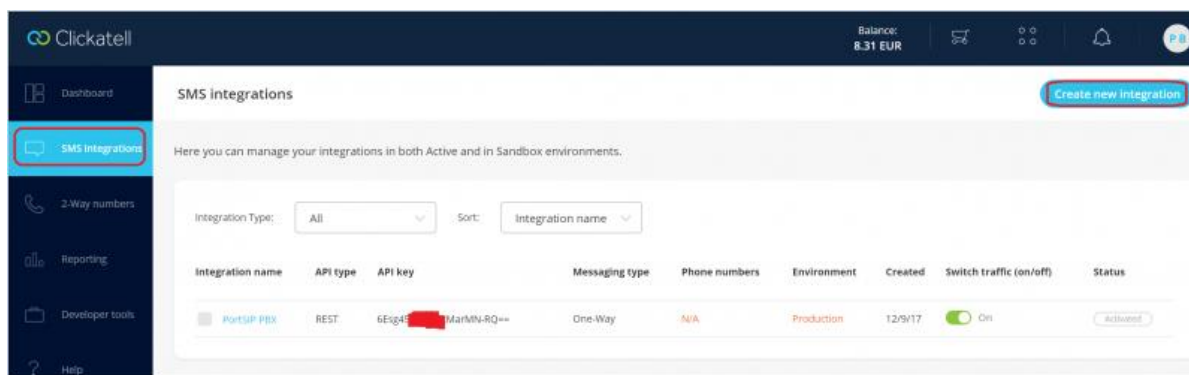 Clickatell
Balance:
8.31 EUR
PB
Dashboard
SMS integrations
Create new integration
SMS Integrations
Here you can manage your integrations in both Active and in Sandbox environments.
2-Way numbers
Integration Type: All Sort: Integration name
Reporting
Integration name API type API key Messaging type Phone numbers Environment Created Switch traffic (on/off) Status
Developer tools
PortSIP PBX REST 6Esg45 MarMN-RQ== One-Way N/A Production 12/9/17 On Activated
Help